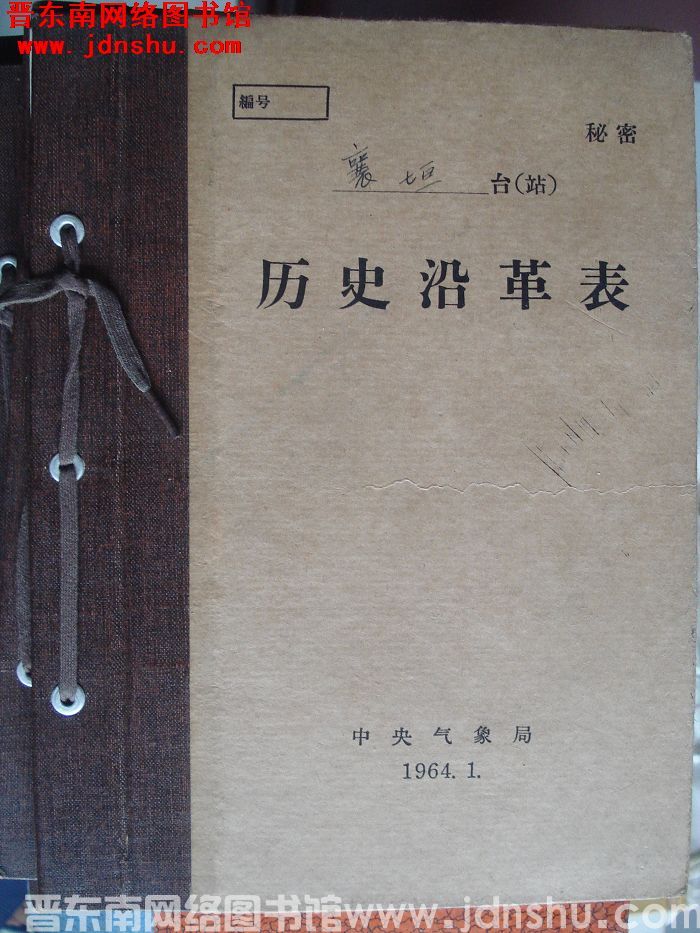 晋东南网络图书馆
www.jdnshu.com
編号
秘密
襄垣台(站)
历史沿革表
中央气象局
1964.1.
晋东南网络图书馆www.jdnshu.com